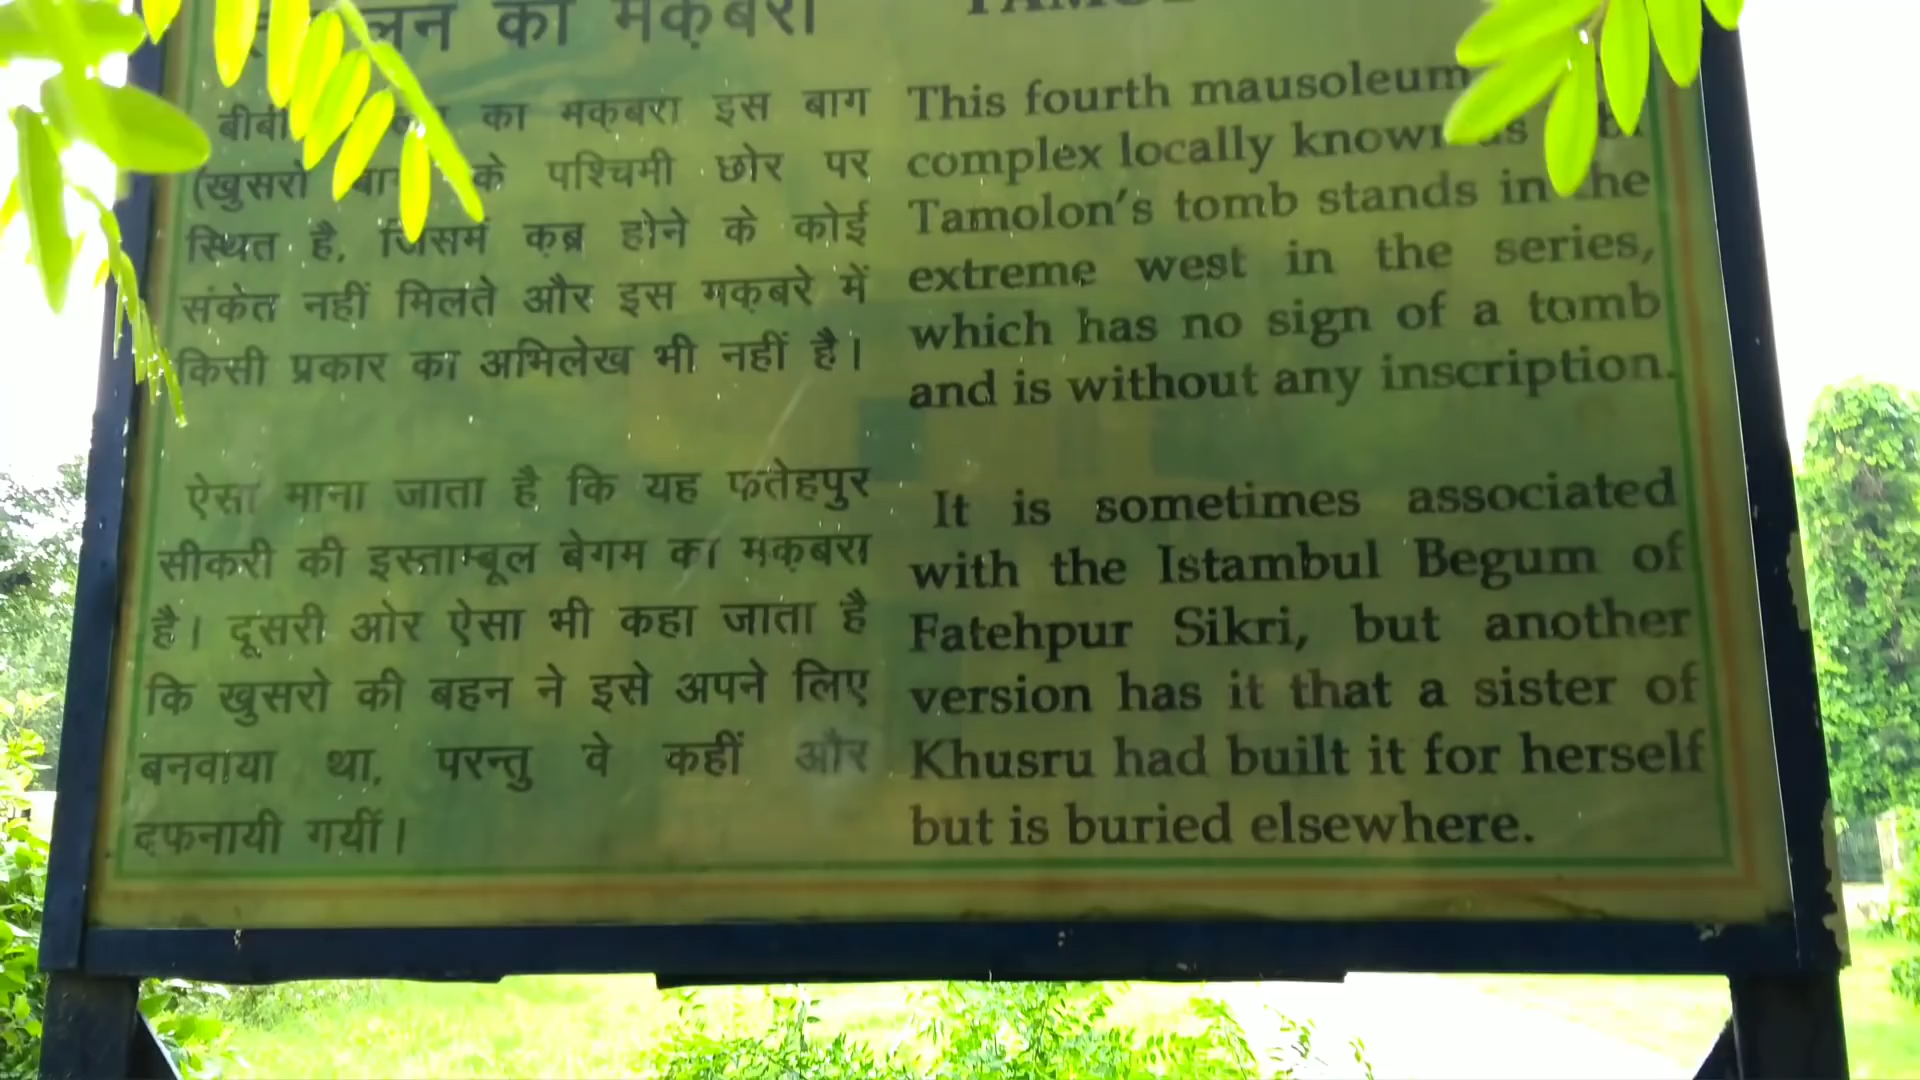 का मक़बरा
बीबी का मक़बरा इस बाग
(खुसरो के पश्चिमी छोर पर
स्थित है, जिसमें क़ब्र होने के कोई
संकेत नहीं मिलते और इस मक़बरे में
किसी प्रकार का अभिलेख भी नहीं है।
ऐसा माना जाता है कि यह फतेहपुर
सीकरी की इस्ताम्बूल बेगम का मक़बरा
है। दूसरी ओर ऐसा भी कहा जाता है
कि खुसरो की बहन ने इसे अपने लिए
बनवाया था, परन्तु वे कहीं और
दफनायी गयीं।
This fourth mausoleum
complex locally known as
Tamolon's tomb stands in the
extreme west in the series,
which has no sign of a tomb
and is without any inscription.
It is sometimes associated
with the Istambul Begum of
Fatehpur Sikri, but another
version has it that a sister of
Khusru had built it for herself
but is buried elsewhere.